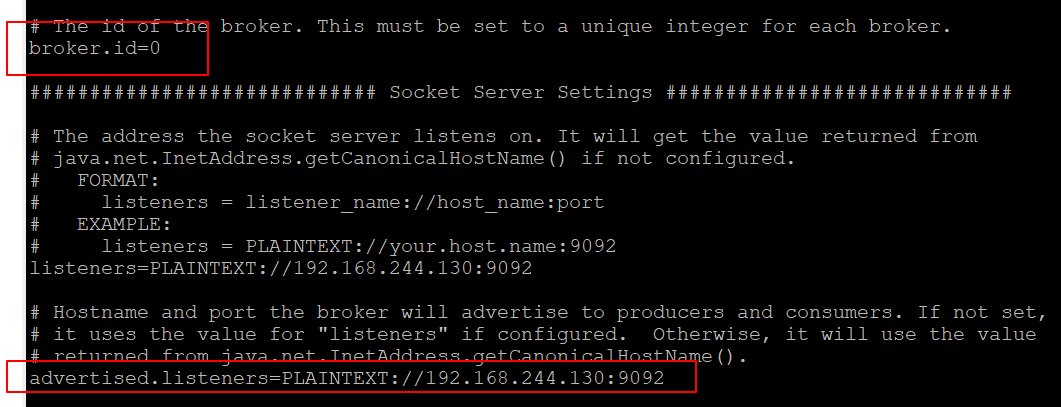 # The id of the broker. This must be set to a unique integer for each broker.
broker.id=0
############################# Socket Server Settings #############################
# The address the socket server listens on. It will get the value returned from
# java.net.InetAddress.getCanonicalHostName() if not configured.
#   FORMAT:
#     listeners = listener_name://host_name:port
#   EXAMPLE:
#     listeners = PLAINTEXT://your.host.name:9092
listeners=PLAINTEXT://192.168.244.130:9092
# Hostname and port the broker will advertise to producers and consumers. If not set,
# it uses the value for "listeners" if configured.  Otherwise, it will use the value
# returned from java.net.InetAddress.getCanonicalHostName().
advertised.listeners=PLAINTEXT://192.168.244.130:9092